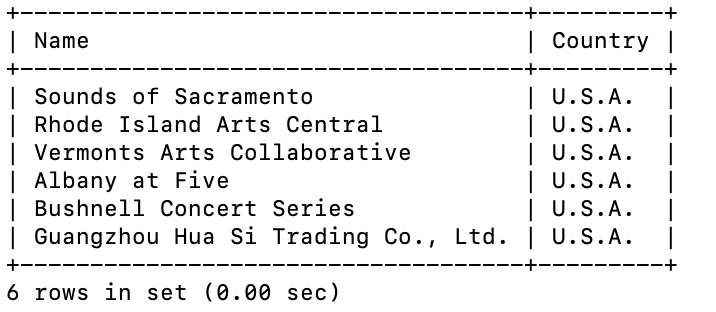 +------------------------------------+---------+
| Name                               | Country |
+------------------------------------+---------+
| Sounds of Sacramento               | U.S.A.  |
| Rhode Island Arts Central          | U.S.A.  |
| Vermonts Arts Collaborative        | U.S.A.  |
| Albany at Five                     | U.S.A.  |
| Bushnell Concert Series            | U.S.A.  |
| Guangzhou Hua Si Trading Co., Ltd. | U.S.A.  |
+------------------------------------+---------+
6 rows in set (0.00 sec)